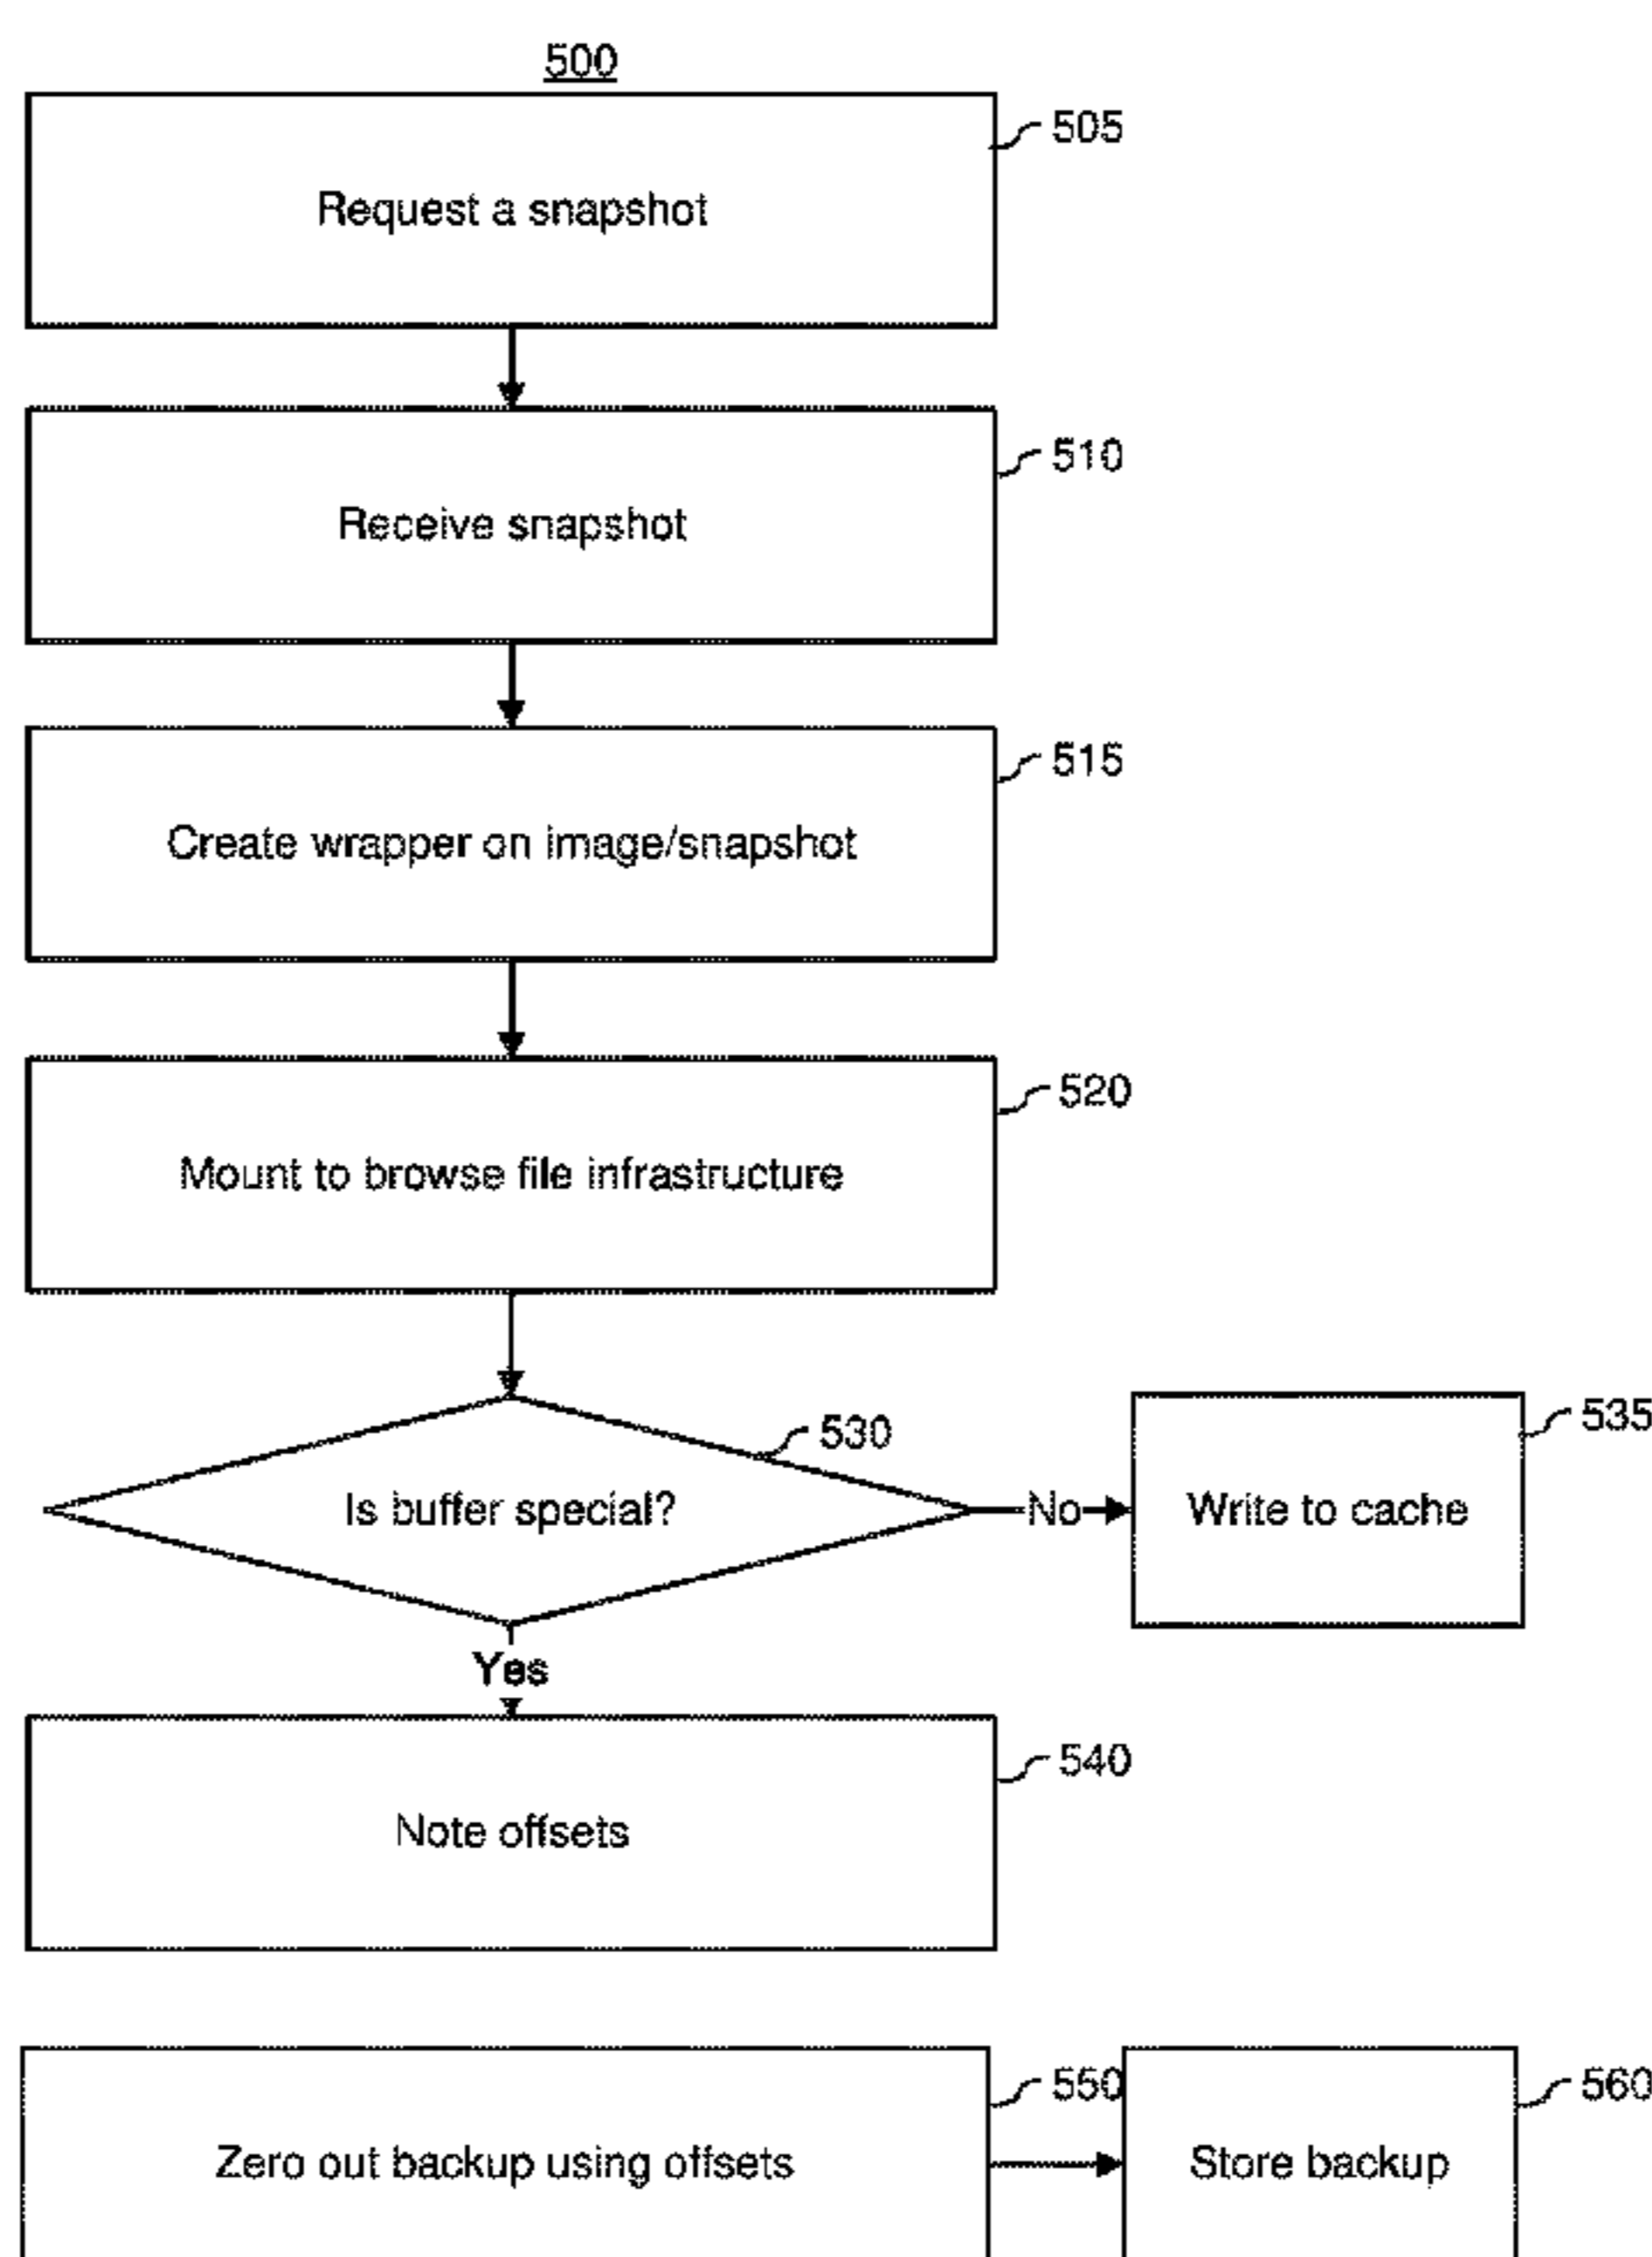 500
505
Request a snapshot
510
Receive snapshot
515
Create wrapper on image/snapshot
520
Mount to browse file infrastructure
530
Is buffer special?
No
535
Write to cache
Yes
540
Note offsets
550
Zero out backup using offsets
560
Store backup